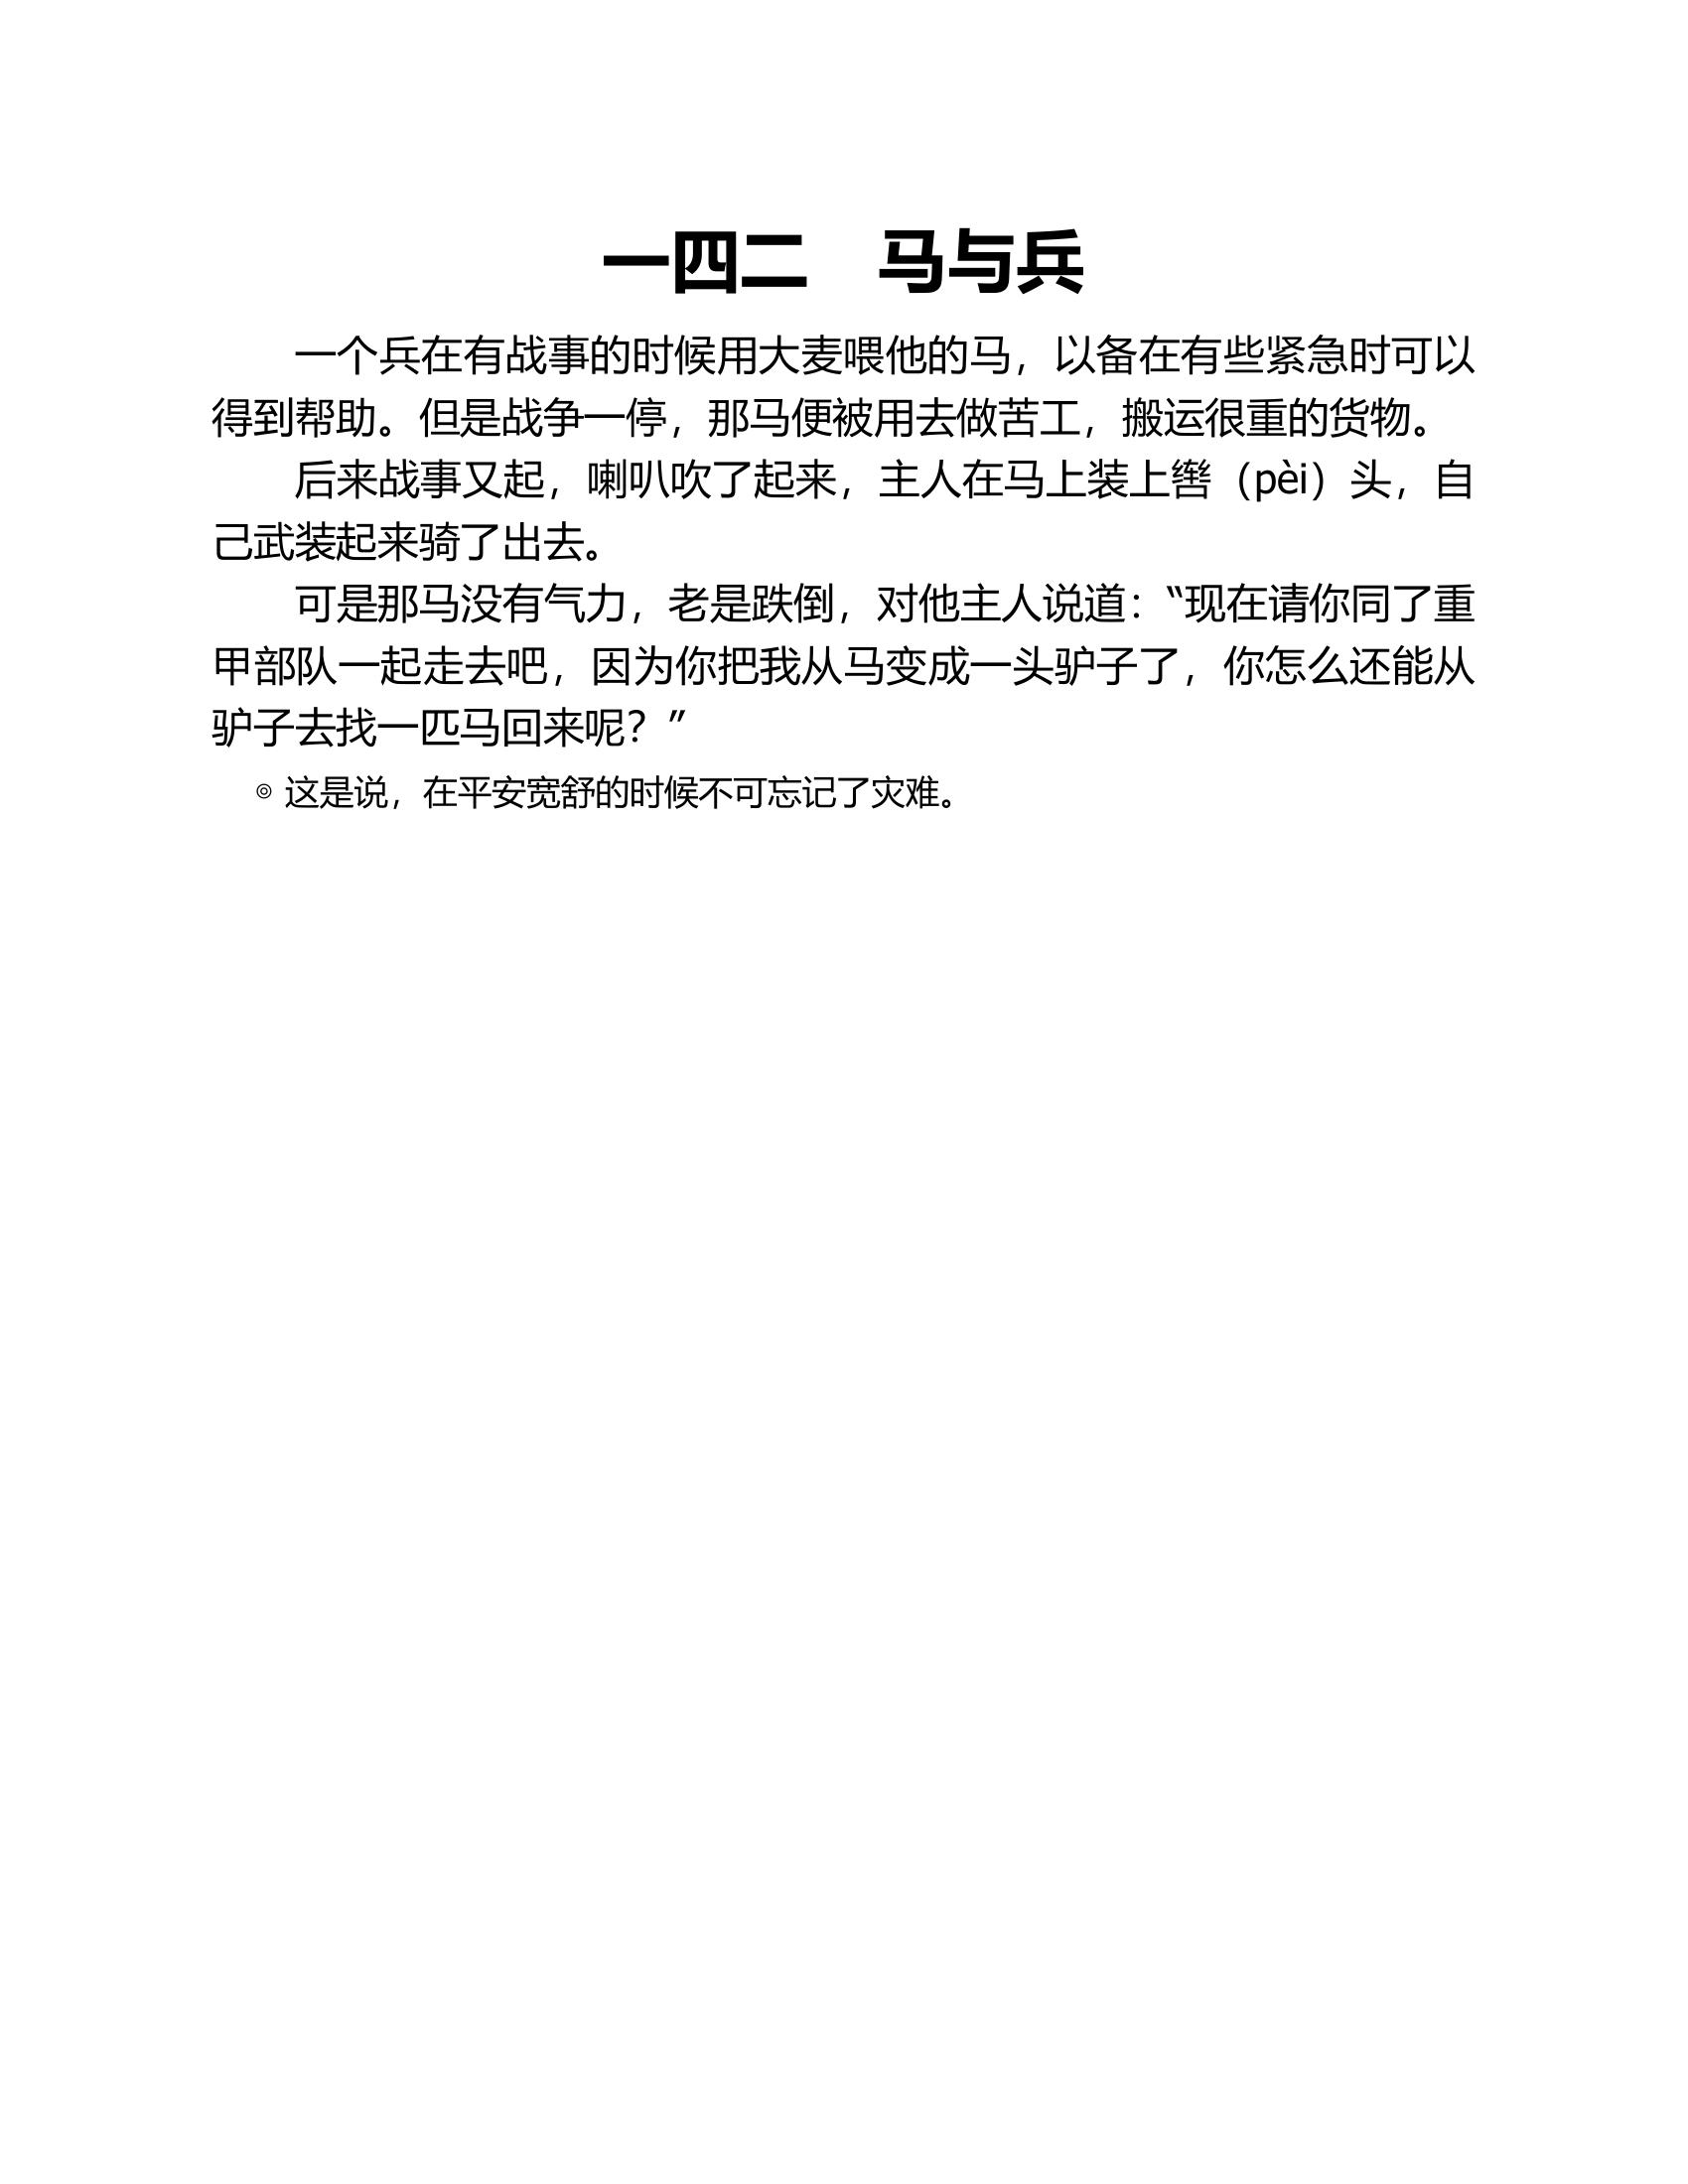 一四二　马与兵
一个兵在有战事的时候用大麦喂他的马，以备在有些紧急时可以
得到帮助。但是战争一停，那马便被用去做苦工，搬运很重的货物。
后来战事又起，喇叭吹了起来，主人在马上装上辔（pèi）头，自
己武装起来骑了出去。
可是那马没有气力，老是跌倒，对他主人说道：“现在请你同了重
甲部队一起走去吧，因为你把我从马变成一头驴子了，你怎么还能从
驴子去找一匹马回来呢？”
◎ 这是说，在平安宽舒的时候不可忘记了灾难。